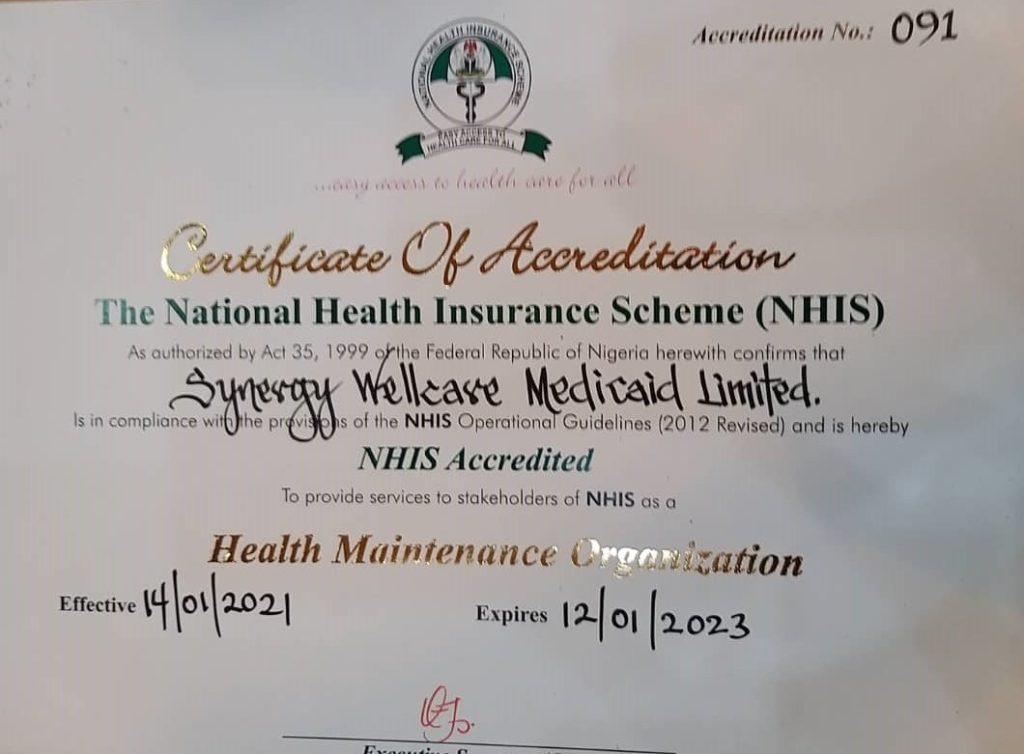 Accreditation No.: 091
NATIONAL HEALTH INSURANCE SCHEME
EASY ACCESS TO
HEALTH CARE FOR ALL
...easy access to health care for all
Certificate Of Accreditation
The National Health Insurance Scheme (NHIS)
As authorized by Act 35, 1999 of the Federal Republic of Nigeria herewith confirms that
Synergy Wellcare Medicaid Limited.
Is in compliance with the provisions of the NHIS Operational Guidelines (2012 Revised) and is hereby
NHIS Accredited
To provide services to stakeholders of NHIS as a
Health Maintenance Organization
Effective 14/01/2021
Expires 12/01/2023
Executive